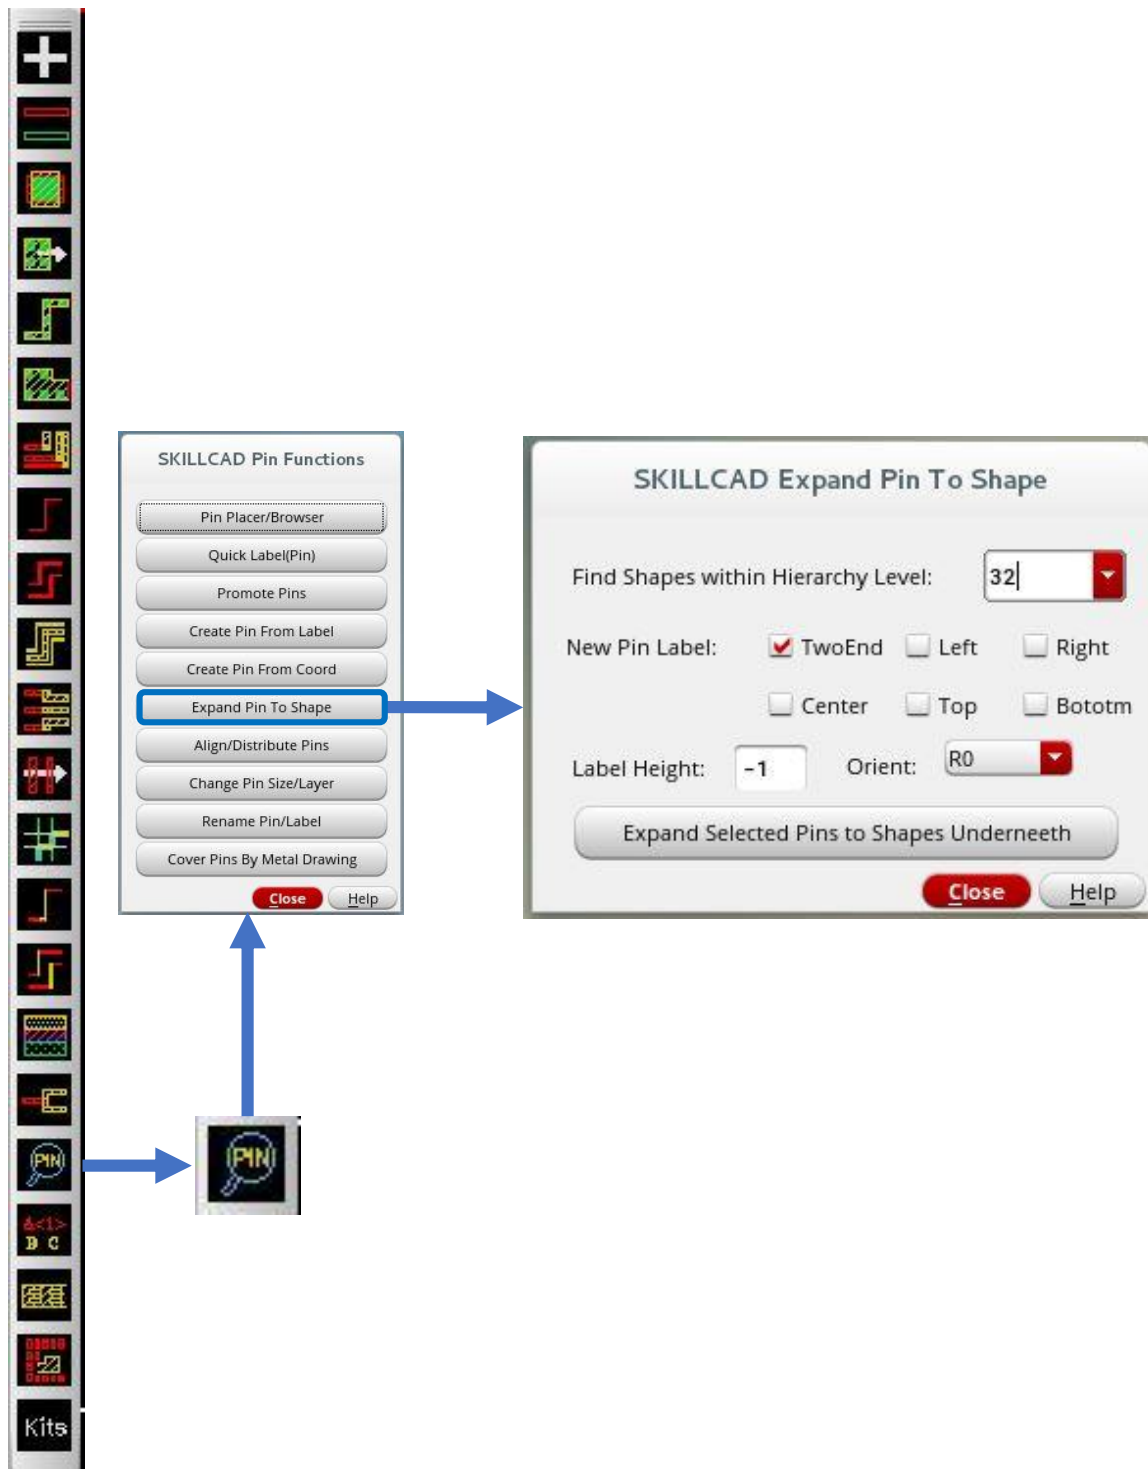 SKILLCAD Pin Functions
Pin Placer/Browser
Quick Label(Pin)
Promote Pins
Create Pin From Label
Create Pin From Coord
Expand Pin To Shape
Align/Distribute Pins
Change Pin Size/Layer
Rename Pin/Label
Cover Pins By Metal Drawing
Close Help
SKILLCAD Expand Pin To Shape
Find Shapes within Hierarchy Level: 32
New Pin Label: TwoEnd Left Right
Center Top Bototm
Label Height: -1 Orient: R0
Expand Selected Pins to Shapes Underneeth
Close Help
PIN
PIN
B C
Kits